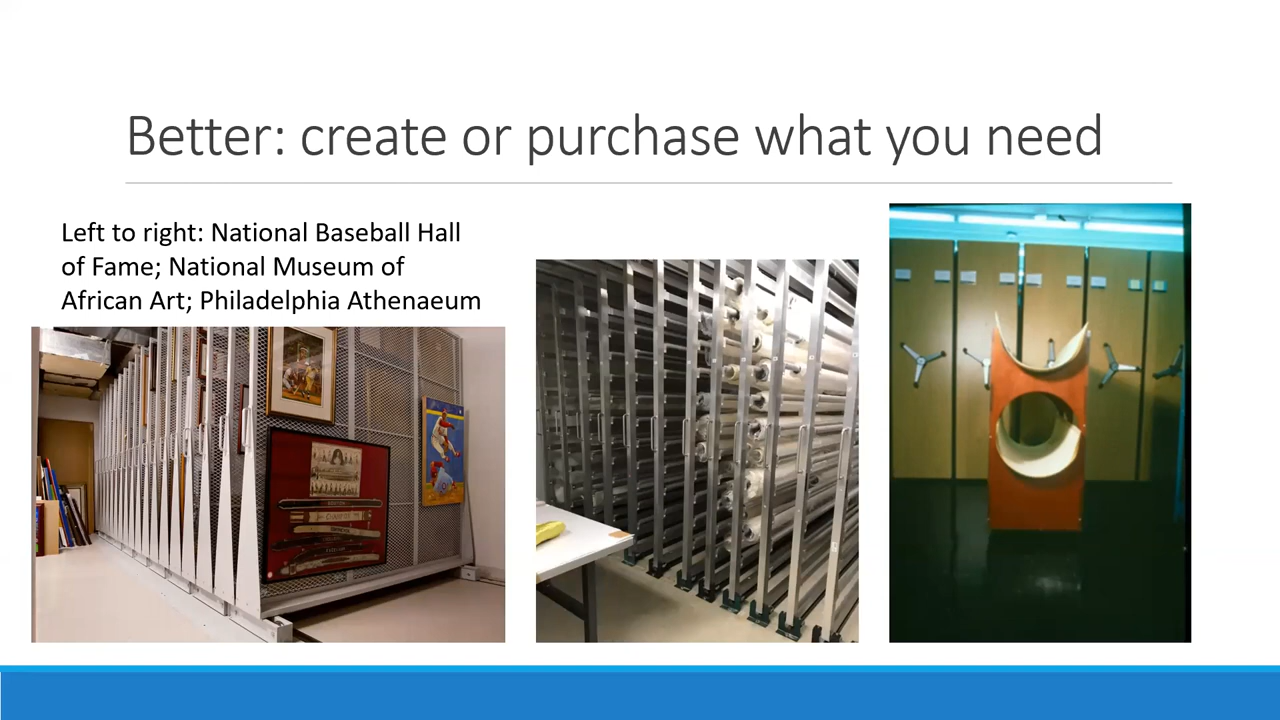 Better: create or purchase what you need
Left to right: National Baseball Hall
of Fame; National Museum of
African Art; Philadelphia Athenaeum